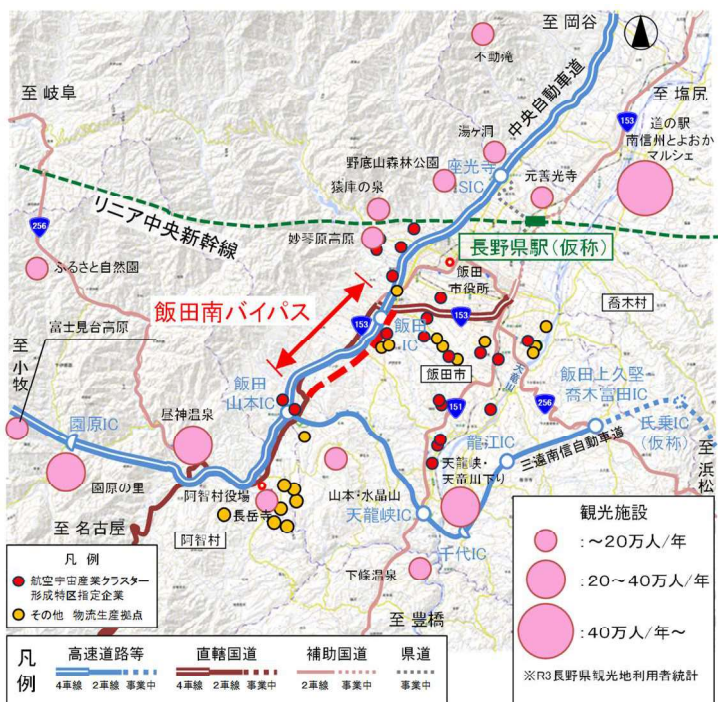 至 岡谷
不動滝
至 岐阜
中央自動車道
至 塩尻
153
湯ヶ洞
道の駅
南信州とよおか
マルシェ
野底山森林公園
座光寺
SIC
元善光寺
猿庫の泉
リニア中央新幹線
256
妙琴原高原
長野県駅(仮称)
ふるさと自然園
飯田
市役所
喬木村
飯田南バイパス
富士見台高原
153
飯田
IC
153
至 小牧
飯田市
天竜川
飯田
山本IC
151
256
飯田上久堅
喬木富田IC
園原IC
昼神温泉
龍江IC
氏乗IC
(仮称)
三遠南信自動車道
天龍峡・
天竜川下り
至 浜松
園原の里
阿智村役場
山本・水晶山
長岳寺
天龍峡IC
至 名古屋
阿智村
千代IC
下條温泉
至 豊橋
凡 例
航空宇宙産業クラスター
形成特区指定企業
その他 物流生産拠点
観光施設
:~20万人/年
:20~40万人/年
:40万人/年~
※R3長野県観光地利用者統計
凡例
高速道路等
4車線 2車線 事業中
直轄国道
4車線 2車線 事業中
補助国道
2車線 事業中
県道
事業中